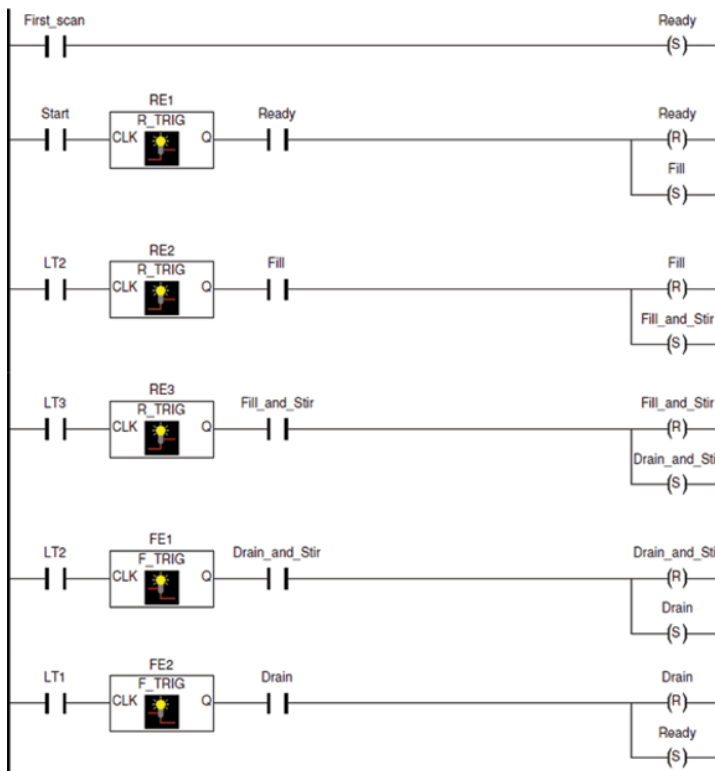 First_scan Ready
(S)
RE1
Start R_TRIG Ready Ready
CLK Q (R)
Fill
(S)
RE2
LT2 R_TRIG Fill Fill
CLK Q (R)
Fill_and_Stir
(S)
RE3
LT3 R_TRIG Fill_and_Stir Fill_and_Stir
CLK Q (R)
Drain_and_Sti
(S)
FE1
LT2 F_TRIG Drain_and_Stir Drain_and_Sti
CLK Q (R)
Drain
(S)
FE2
LT1 F_TRIG Drain Drain
CLK Q (R)
Ready
(S)